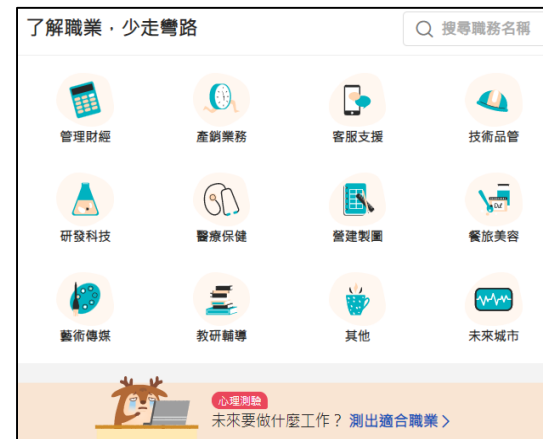 了解職業．少走彎路
搜尋職務名稱
管理財經
產銷業務
客服支援
技術品管
研發科技
醫療保健
營建製圖
餐旅美容
藝術傳媒
教研輔導
其他
未來城市
心理測驗
未來要做什麼工作？ 測出適合職業 >